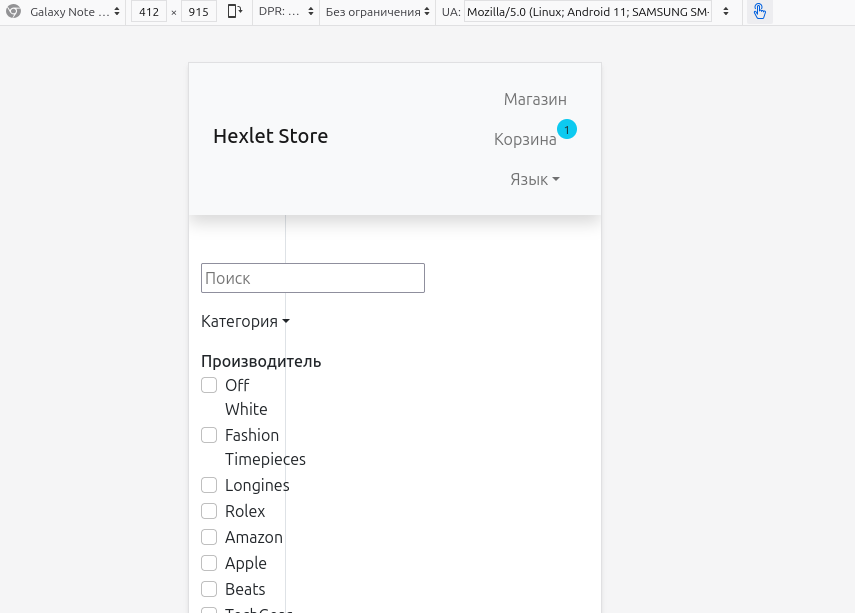 Galaxy Note ... 412 × 915 DPR: ... Без ограничения UA: Mozilla/5.0 (Linux; Android 11; SAMSUNG SM-
Магазин
Hexlet Store
Корзина 1
Язык
Поиск
Категория
Производитель
Off
White
Fashion
Timepieces
Longines
Rolex
Amazon
Apple
Beats